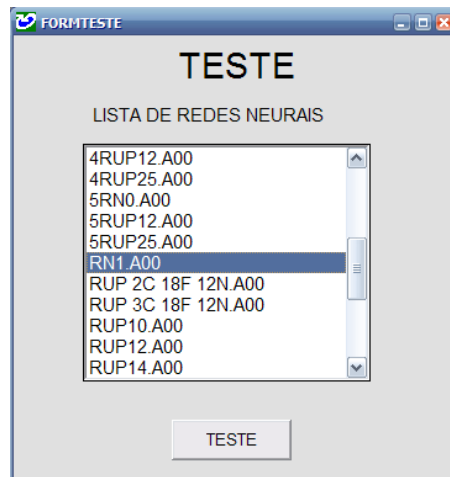 FORMTESTE
TESTE
LISTA DE REDES NEURAIS
4RUP12.A00
4RUP25.A00
5RN0.A00
5RUP12.A00
5RUP25.A00
RN1.A00
RUP 2C 18F 12N.A00
RUP 3C 18F 12N.A00
RUP10.A00
RUP12.A00
RUP14.A00
TESTE